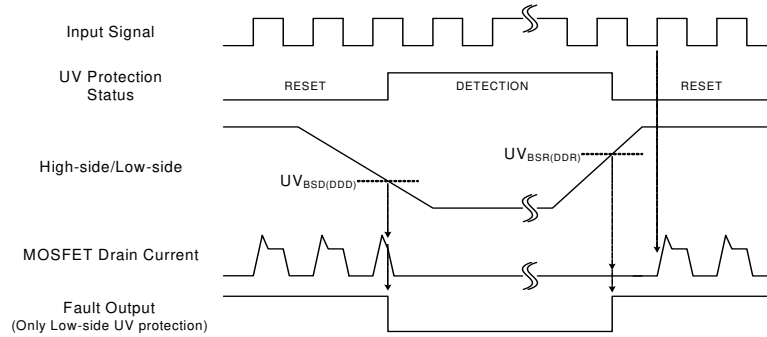 Input Signal
UV Protection
Status
RESET
DETECTION
RESET
High-side/Low-side
UVBSD(DDD)
UVBSR(DDR)
MOSFET Drain Current
Fault Output
(Only Low-side UV protection)